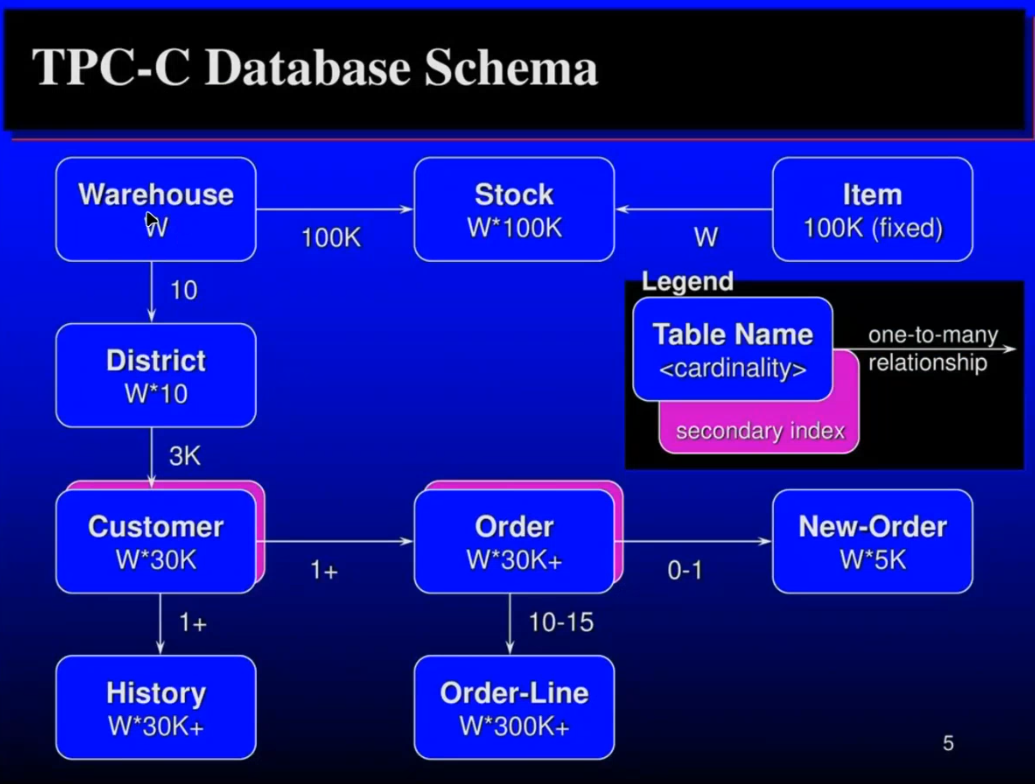 TPC-C Database Schema
Warehouse
W
100K
Stock
W*100K
W
Item
100K (fixed)
10
Legend
Table Name
<cardinality>
one-to-many
relationship
secondary index
District
W*10
3K
Customer
W*30K
1+
Order
W*30K+
0-1
New-Order
W*5K
1+
10-15
History
W*30K+
Order-Line
W*300K+
5